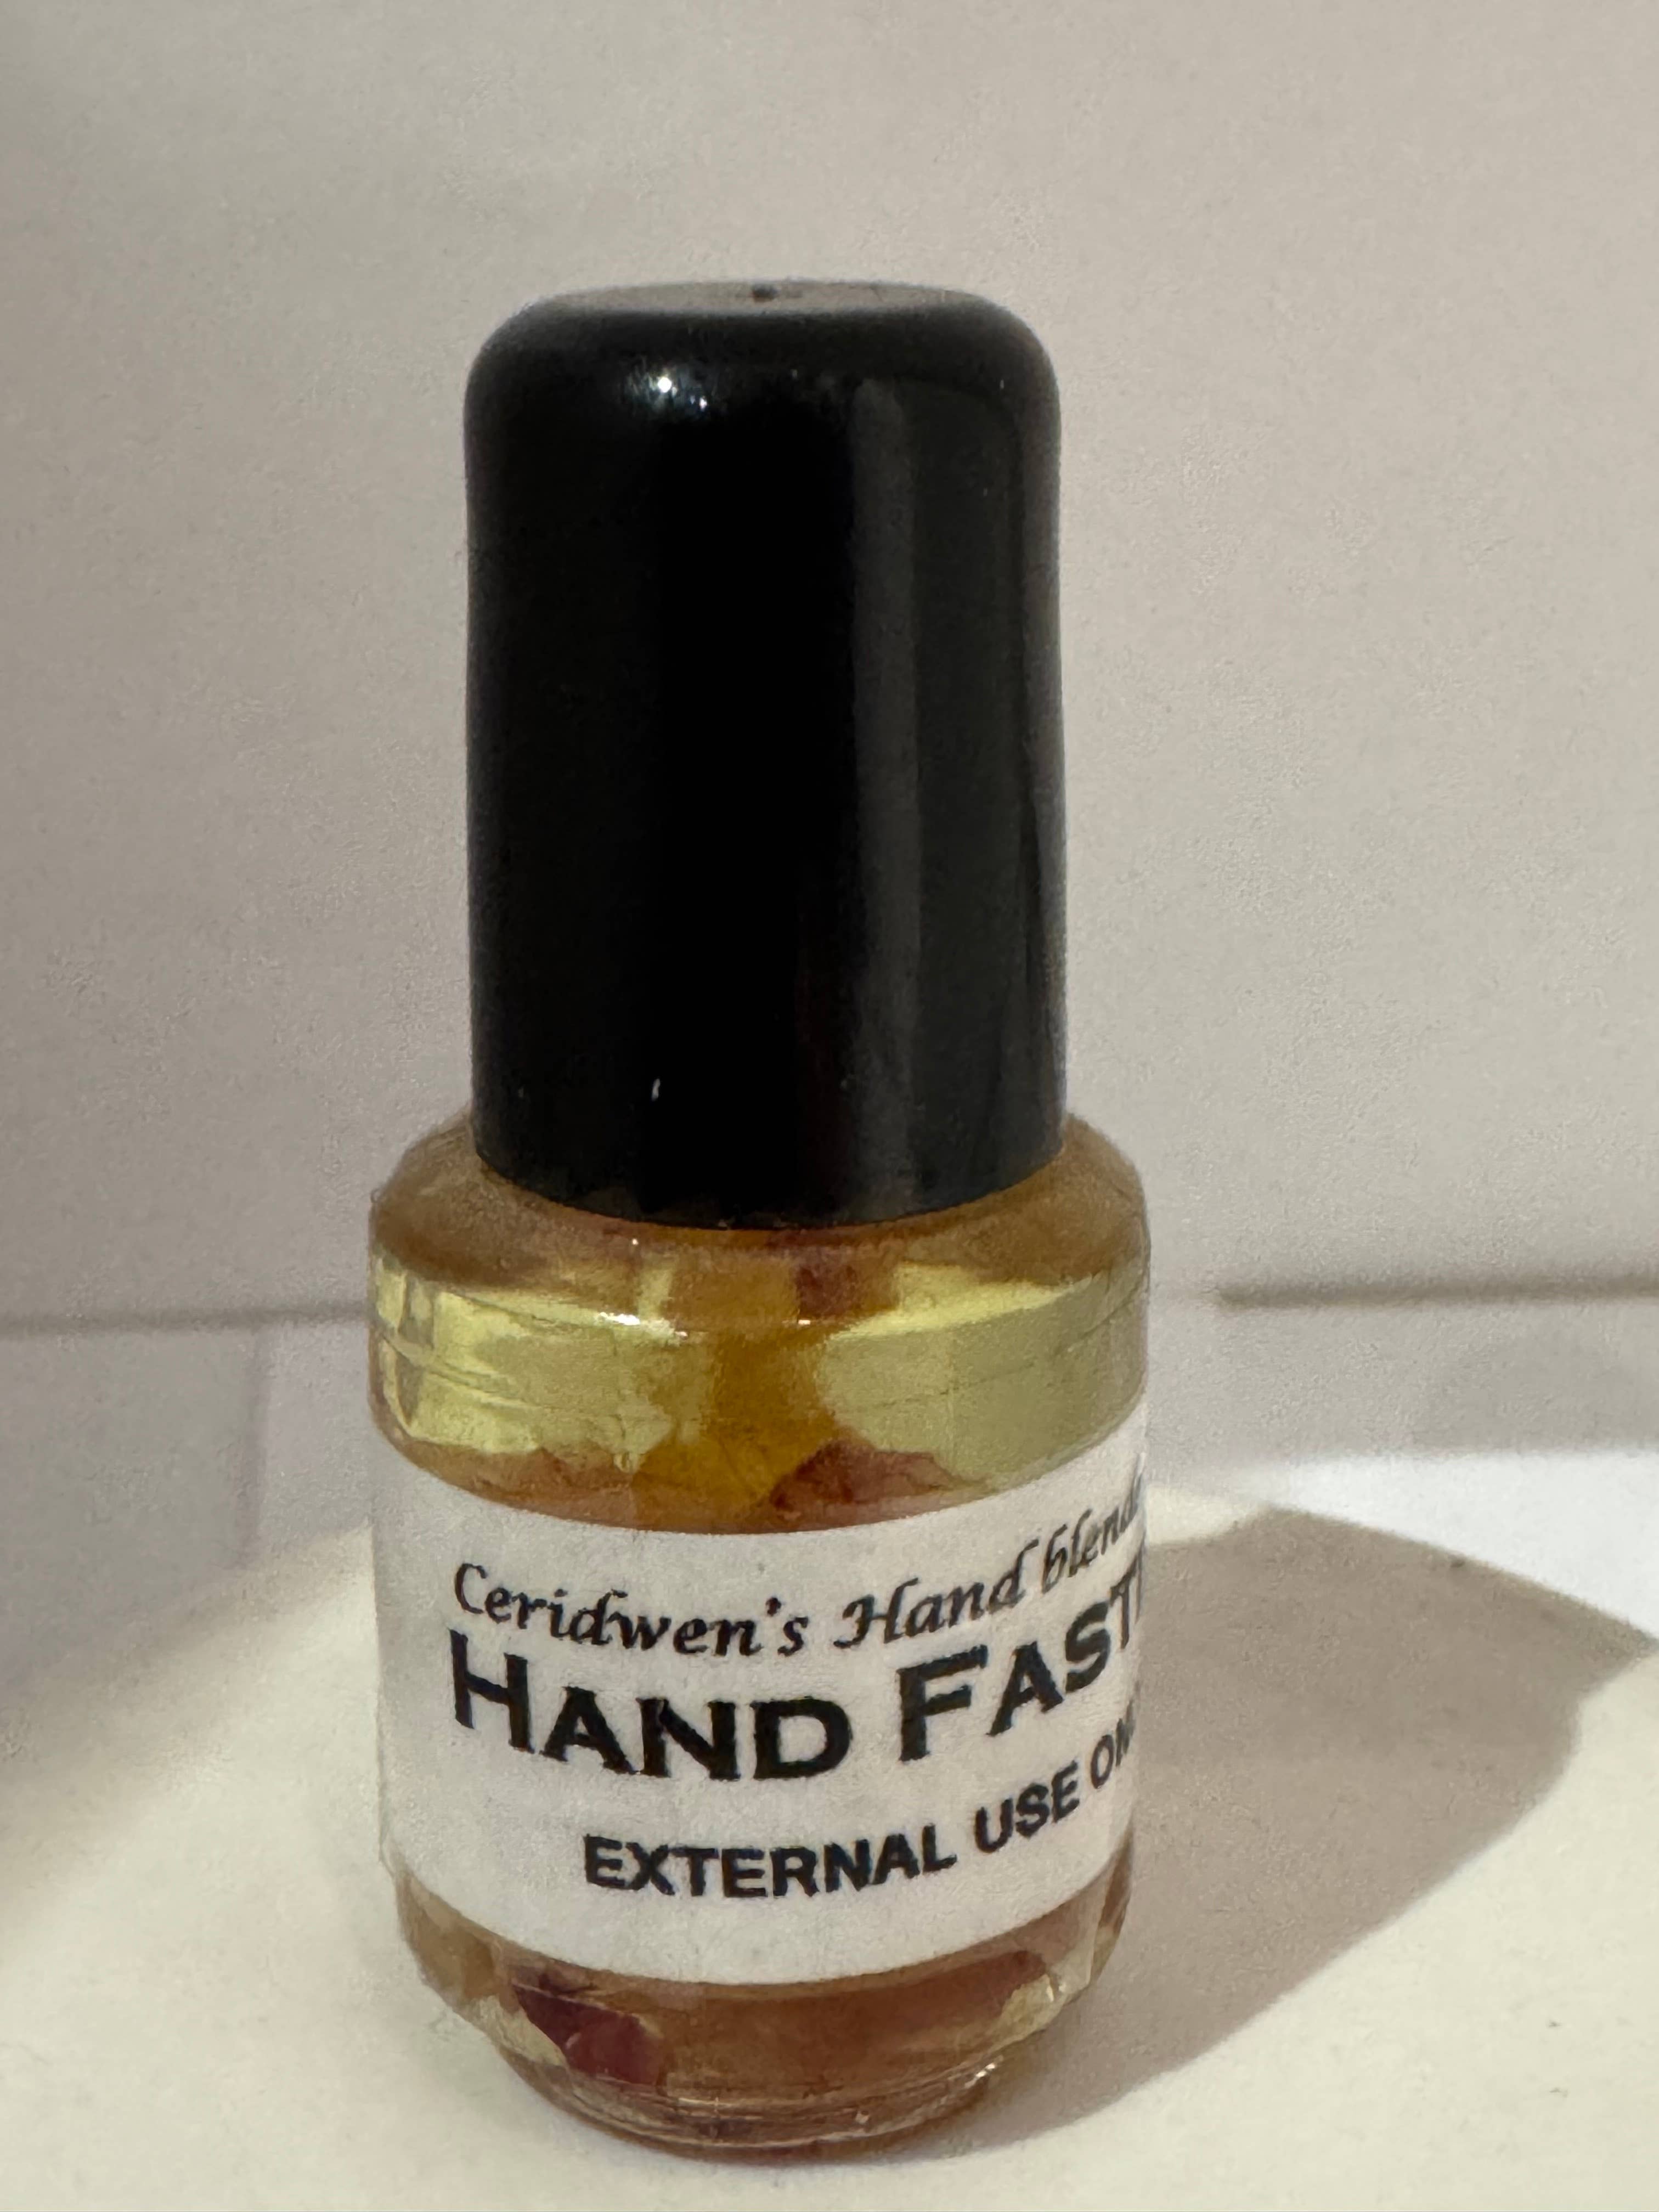 Ceridwen's Hand blend
HAND FAST
EXTERNAL USE ON